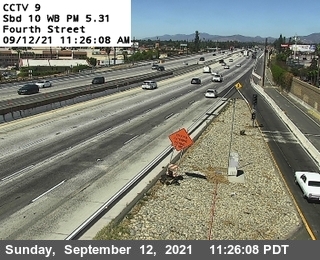 CCTV 9
Sbd 10 WB PM 5.31
Fourth Street
09/12/21 11:26:08 AM
Sunday, September 12, 2021 11:26:08 PDT